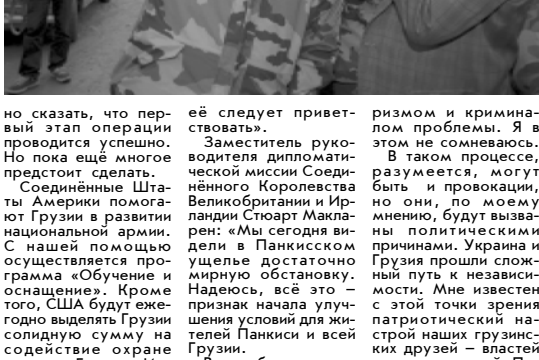 но сказать, что пер-
вый этап операции
проводится успешно.
Но пока ещё многое
предстоит сделать.
Соединённые Шта-
ты Америки помога-
ют Грузии в развитии
национальной армии.
С нашей помощью
осуществляется про-
грамма «Обучение и
оснащение». Кроме
того, США будут еже-
годно выделять Грузии
солидную сумму на
содействие охране
её следует привет-
ствовать».
Заместитель руко-
водителя дипломати-
ческой миссии Соеди-
нённого Королевства
Великобритании и Ир-
ландии Стюарт Макла-
рен: «Мы сегодня ви-
дели в Панкисском
ущелье достаточно
мирную обстановку.
Надеюсь, всё это –
признак начала улуч-
шения условий для жи-
телей Панкиси и всей
Грузии.
ризмом и кримина-
лом проблемы. Я в
этом не сомневаюсь.
В таком процессе,
разумеется, могут
быть и провокации,
но они, по моему
мнению, будут вызва-
ны политическими
причинами. Украина и
Грузия прошли слож-
ный путь к независи-
мости. Мне известен
с этой точки зрения
патриотический на-
строй наших грузинс-
ких друзей – властей